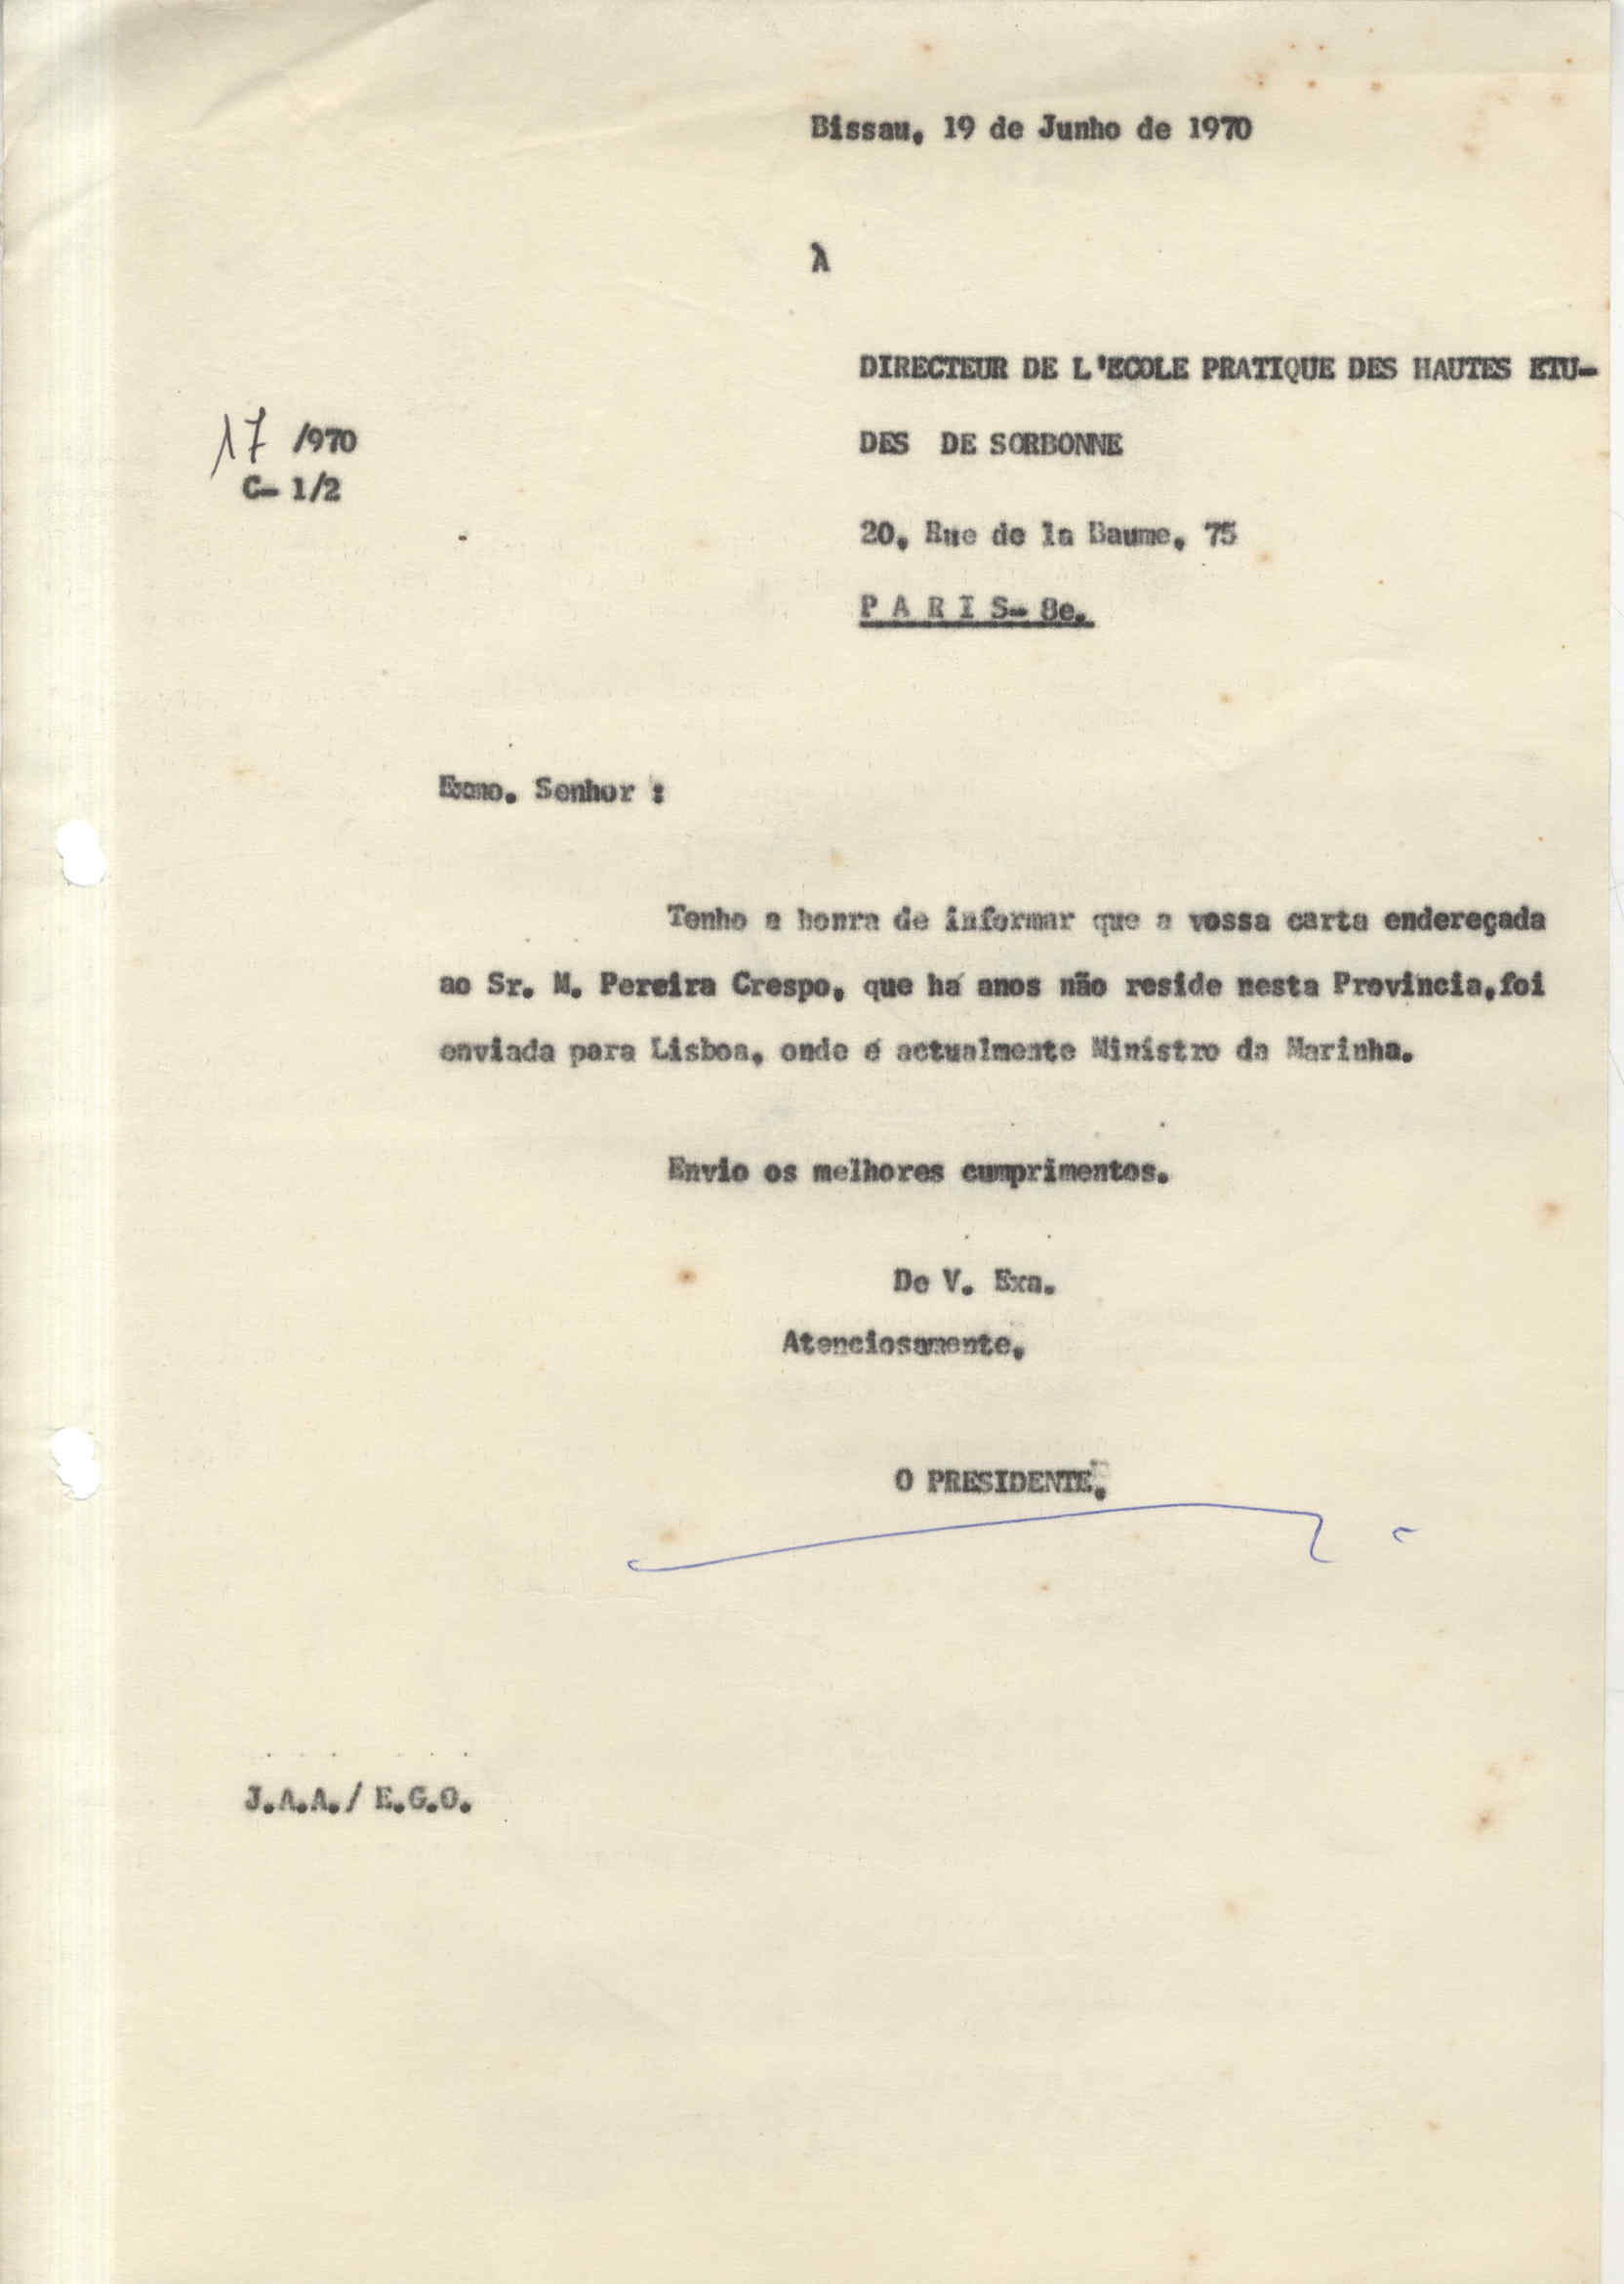 Bissau, 19 de Junho de 1970
À
DIRECTEUR DE L'ECOLE PRATIQUE DES HAUTES ETU-
17 /970
DES DE SORBONNE
C- 1/2
20, Rue de la Baume, 75
P A R I S- 8e.
Exmo. Senhor :
Tenho a honra de informar que a vossa carta endereçada
ao Sr. M. Pereira Crespo, que há anos não reside nesta Província,foi
enviada para Lisboa, onde é actualmente Ministro da Marinha.
Envio os melhores cumprimentos.
De V. Exa.
Atenciosamente,
O PRESIDENTE,
J.A.A./ E.G.O.